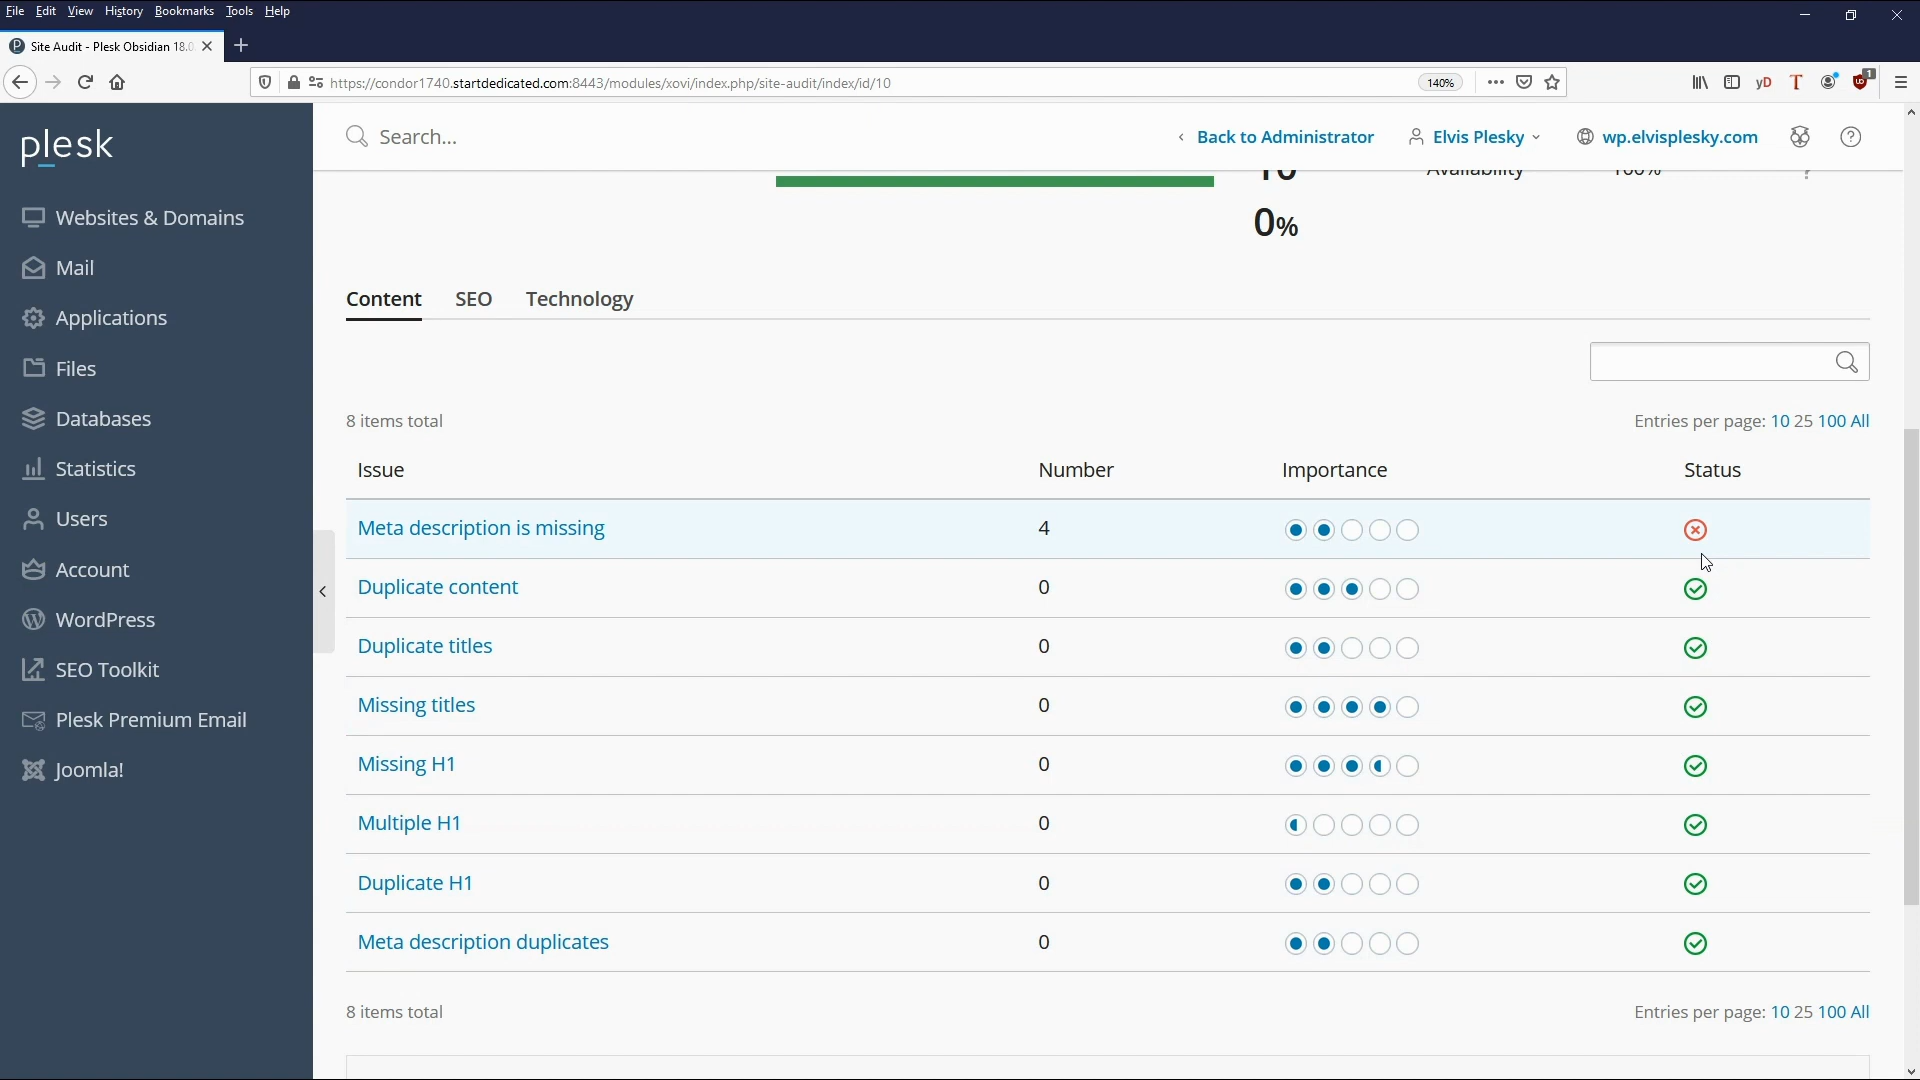 File Edit View History Bookmarks Tools Help
Site Audit - Plesk Obsidian 18.0
https://condor1740.startdedicated.com:8443/modules/xovi/index.php/site-audit/index/id/10 140%
yD T 1
plesk
Search...
Back to Administrator Elvis Plesky wp.elvisplesky.com
Websites & Domains
Mail
Applications
Files
Databases
Statistics
Users
Account
WordPress
SEO Toolkit
Plesk Premium Email
Joomla!
Availability 100%
0%
Content SEO Technology
8 items total Entries per page: 10 25 100 All
Issue Number Importance Status
Meta description is missing 4
Duplicate content 0
Duplicate titles 0
Missing titles 0
Missing H1 0
Multiple H1 0
Duplicate H1 0
Meta description duplicates 0
8 items total Entries per page: 10 25 100 All